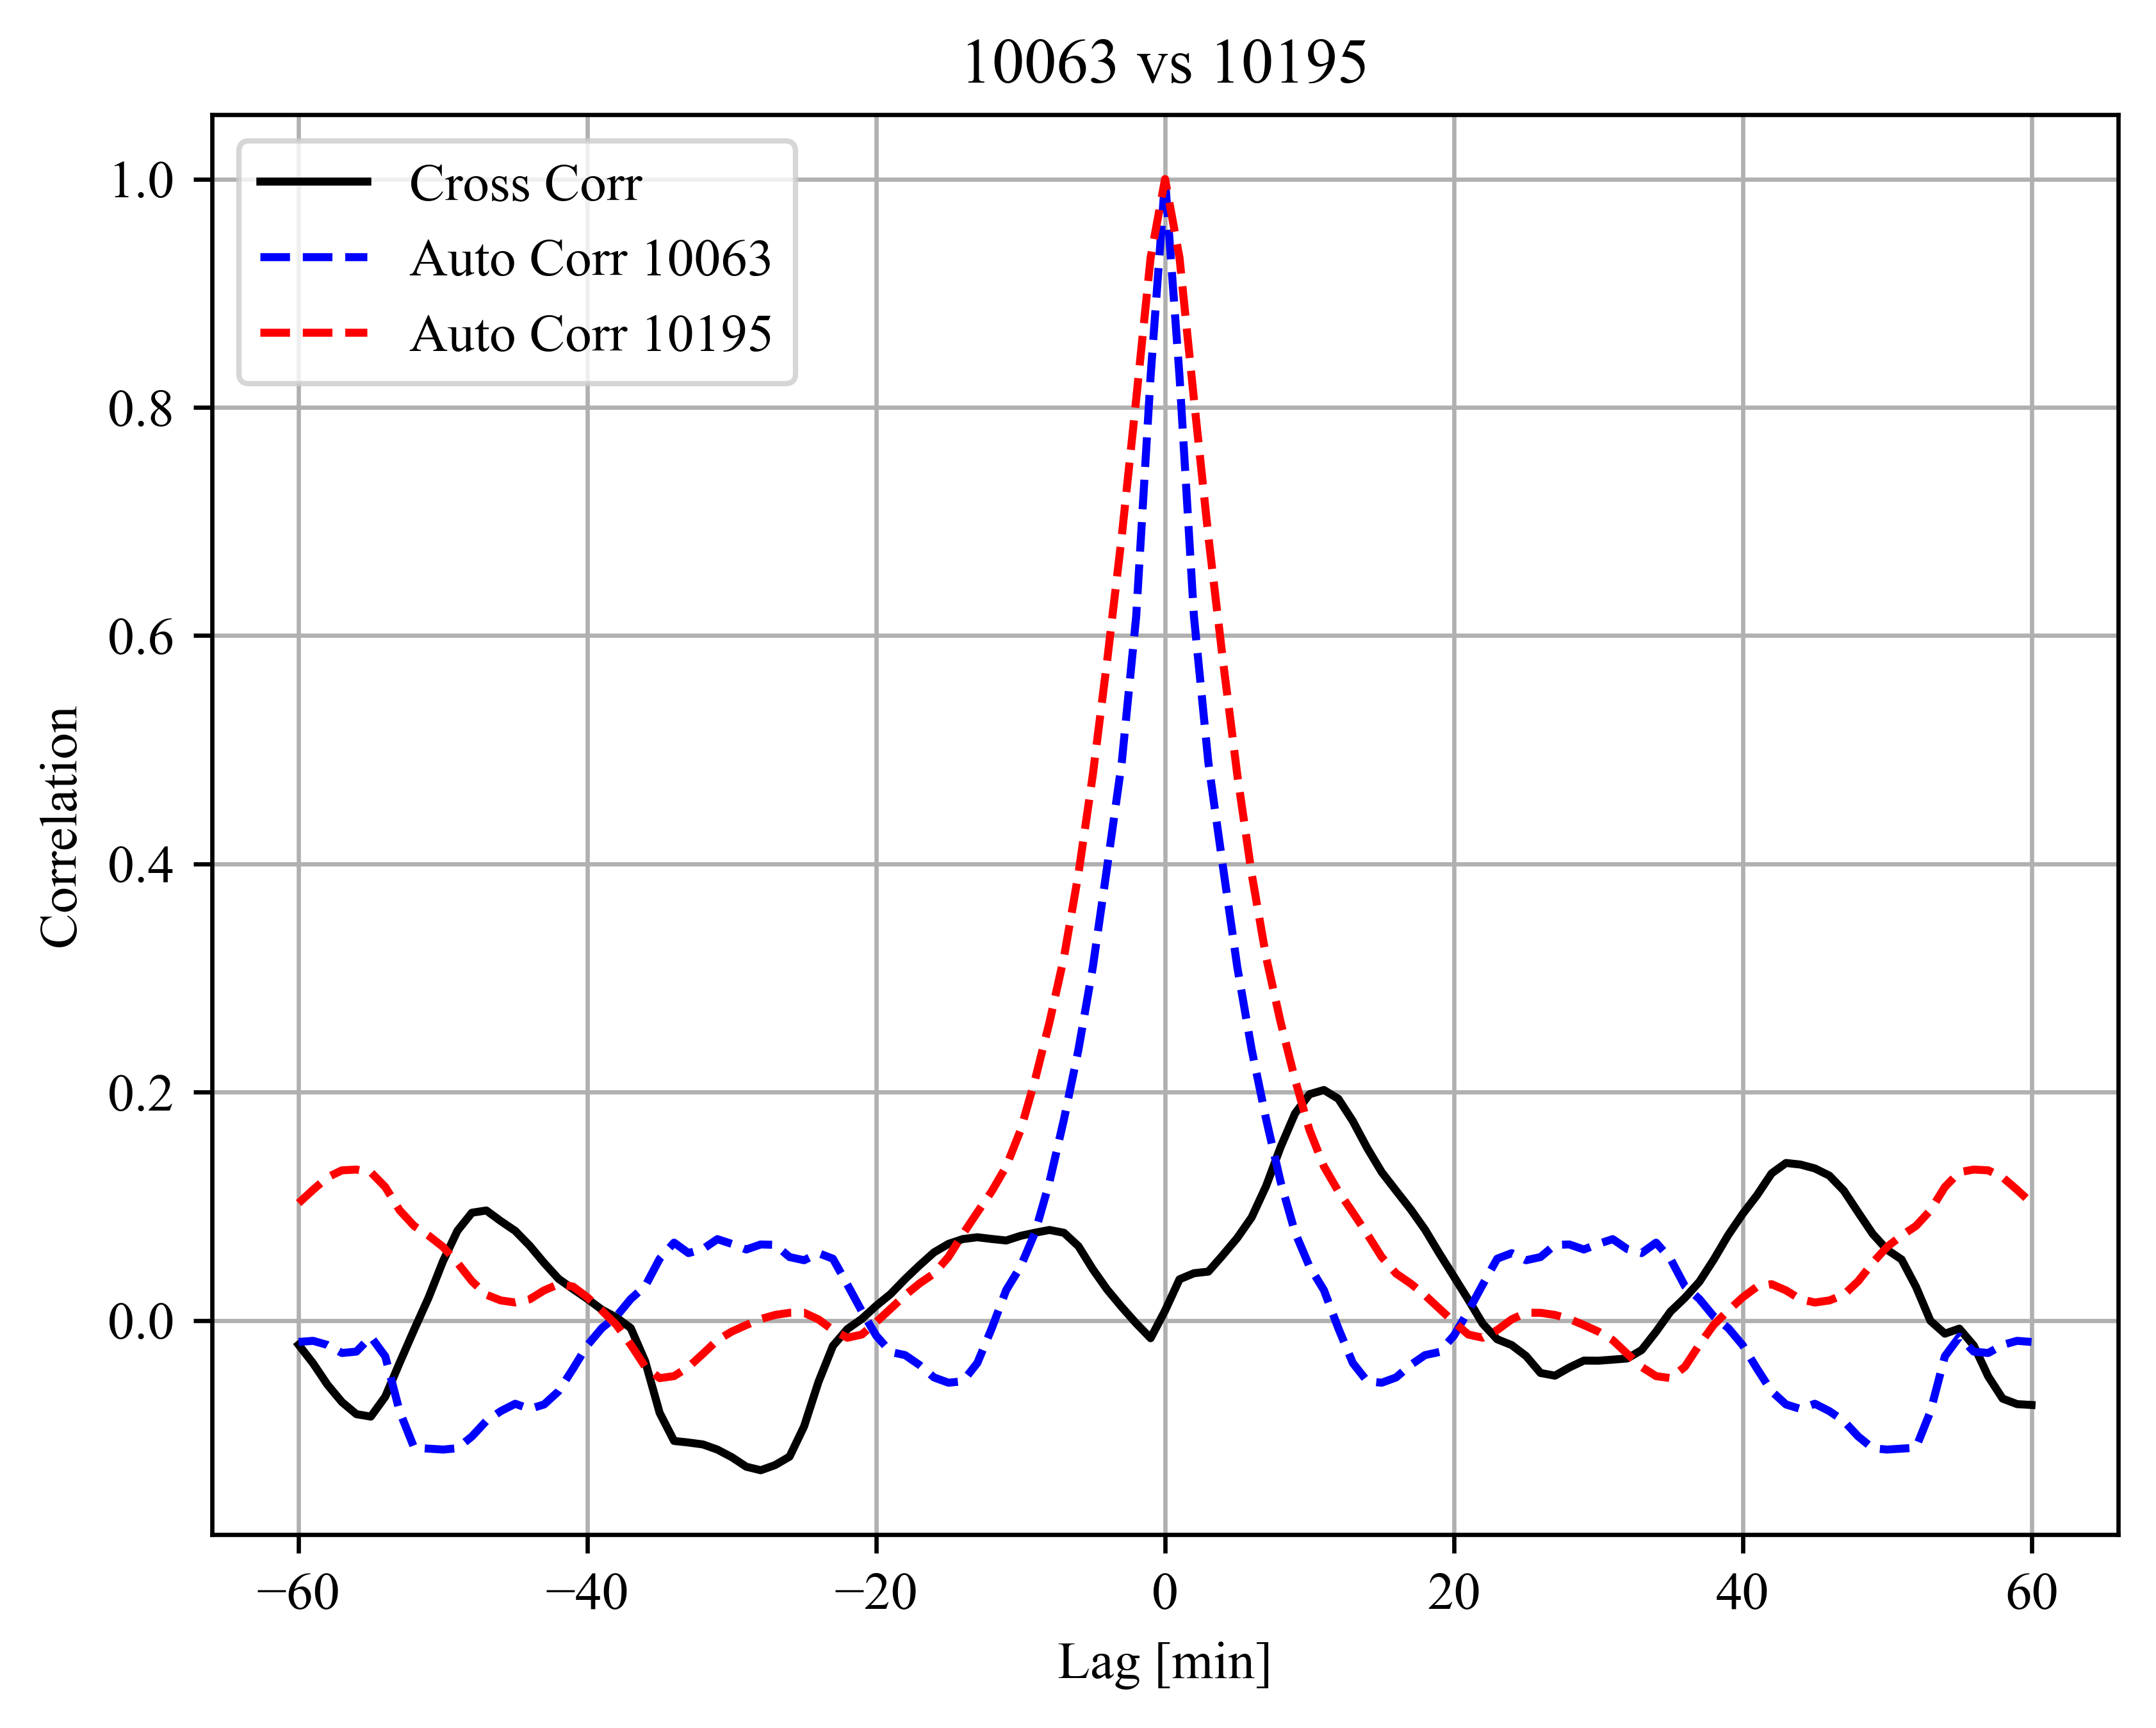 10063 vs 10195
Cross Corr
Auto Corr 10063
Auto Corr 10195
Correlation
1.0
0.8
0.6
0.4
0.2
0.0
−60 −40 −20 0 20 40 60
Lag [min]